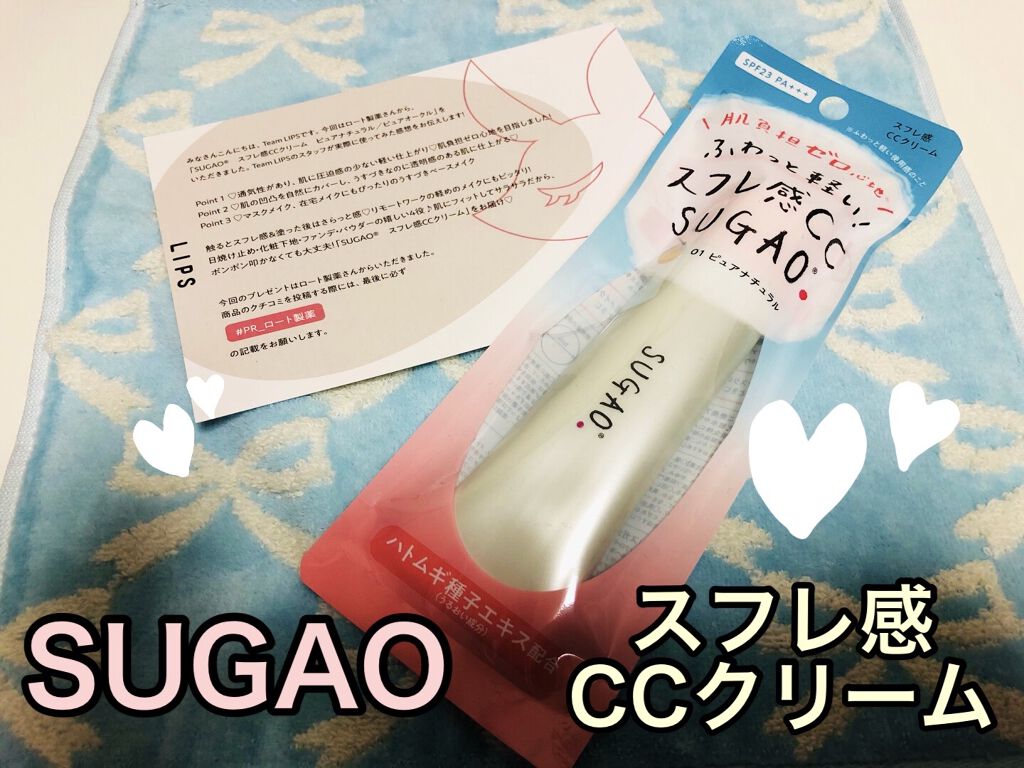 みなさんこんにちは、Team LIPSです。今回はロート製薬さんから、
「SUGAO® スフレ感CCクリーム ピュアナチュラル／ピュアオークル」を
いただきました。Team LIPSのスタッフが実際に使ってみた感想をお伝えします!
Point 1 ♡通気性があり、肌に圧迫感の少ない軽い仕上がり♡肌負担ゼロ心地を目指しました!
Point 2 ♡肌の凹凸を自然にカバーし、うすづきなのに透明感のある肌に仕上がる♡
Point 3 ♡マスクメイク、在宅メイクにもぴったりのうすづきベースメイク
触るとスフレ感&塗った後はさらっと感♡リモートワークの軽めのメイクにもピッタリ!
日焼け止め・化粧下地・ファンデ・パウダーの嬉しい4役♪肌にフィットしてサラサラだから、
ポンポン叩かなくても大丈夫!「SUGAO® スフレ感CCクリーム」をお届け♡
今回のプレゼントはロート製薬さんからいただきました。
商品のクチコミを投稿する際には、最後に必ず
#PR_ロート製薬
の記載をお願いします。
LIPS
SPF23 PA+++
スフレ感
CCクリーム
※ふわっと軽い使用感のこと
肌負担ゼロ心地※
ふわっと軽い!!
スフレ感CC
SUGAO®
01 ピュアナチュラル
SUGAO®
ハトムギ種子エキス配合
(うるおい成分)
SUGAO
スフレ感
CCクリーム